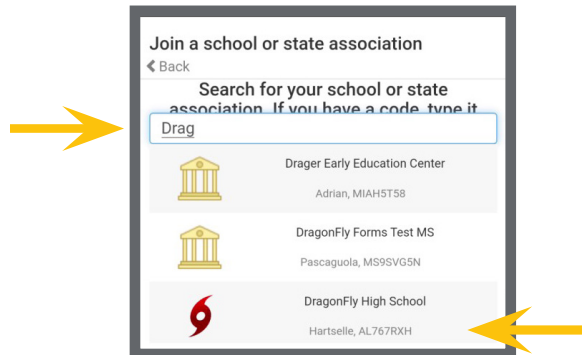 Join a school or state association
Back
Search for your school or state
association. If you have a code, type it
Drag
Drager Early Education Center
Adrian, MIAH5T58
DragonFly Forms Test MS
Pascaguola, MS9SVG5N
DragonFly High School
Hartselle, AL767RXH